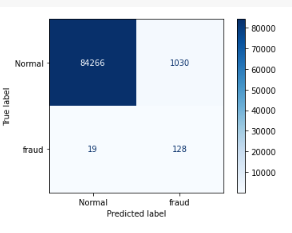 Normal 84266 1030
fraud 19 128
Normal fraud
Predicted label
True label
80000
70000
60000
50000
40000
30000
20000
10000